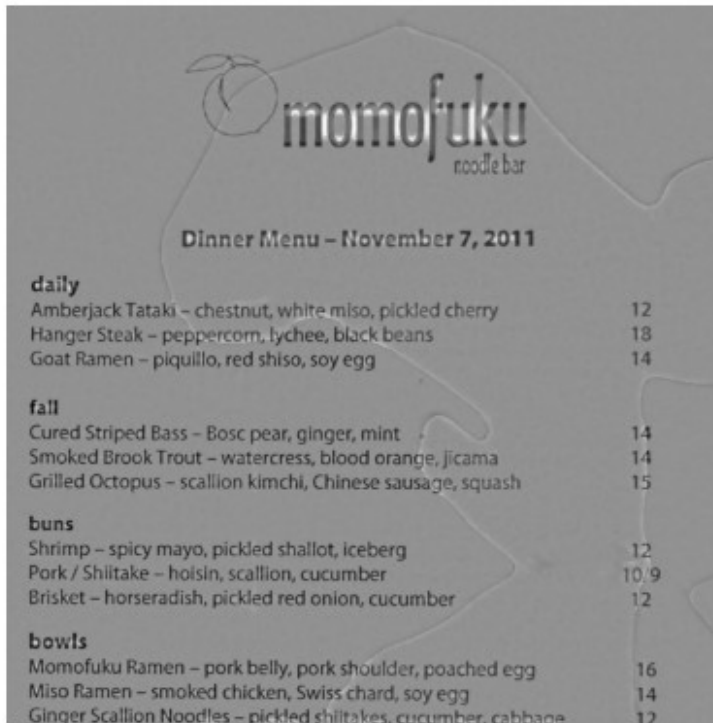 momofuku
noodle bar
Dinner Menu – November 7, 2011
daily
Amberjack Tataki – chestnut, white miso, pickled cherry 12
Hanger Steak – peppercorn, lychee, black beans 18
Goat Ramen – piquillo, red shiso, soy egg 14
fall
Cured Striped Bass – Bosc pear, ginger, mint 14
Smoked Brook Trout – watercress, blood orange, jicama 14
Grilled Octopus – scallion kimchi, Chinese sausage, squash 15
buns
Shrimp – spicy mayo, pickled shallot, iceberg 12
Pork / Shiitake – hoisin, scallion, cucumber 10/9
Brisket – horseradish, pickled red onion, cucumber 12
bowls
Momofuku Ramen – pork belly, pork shoulder, poached egg 16
Miso Ramen – smoked chicken, Swiss chard, soy egg 14
Ginger Scallion Noodles – pickled shiitakes, cucumber, cabbage 12